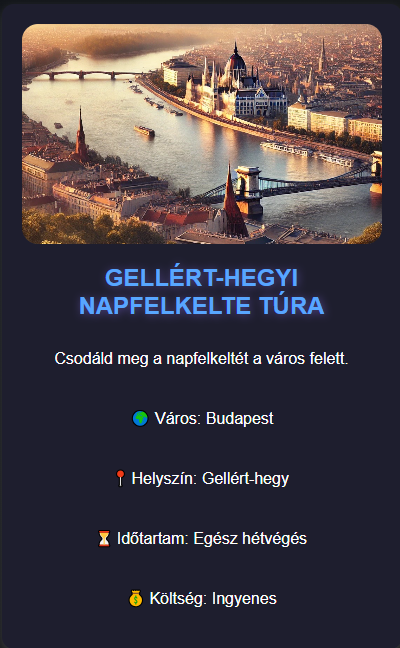 GELLÉRT-HEGYI
NAPFELKELTE TÚRA
Csodáld meg a napfelkeltét a város felett.
🌍 Város: Budapest
📍 Helyszín: Gellért-hegy
⏳ Időtartam: Egész hétvégés
💰 Költség: Ingyenes